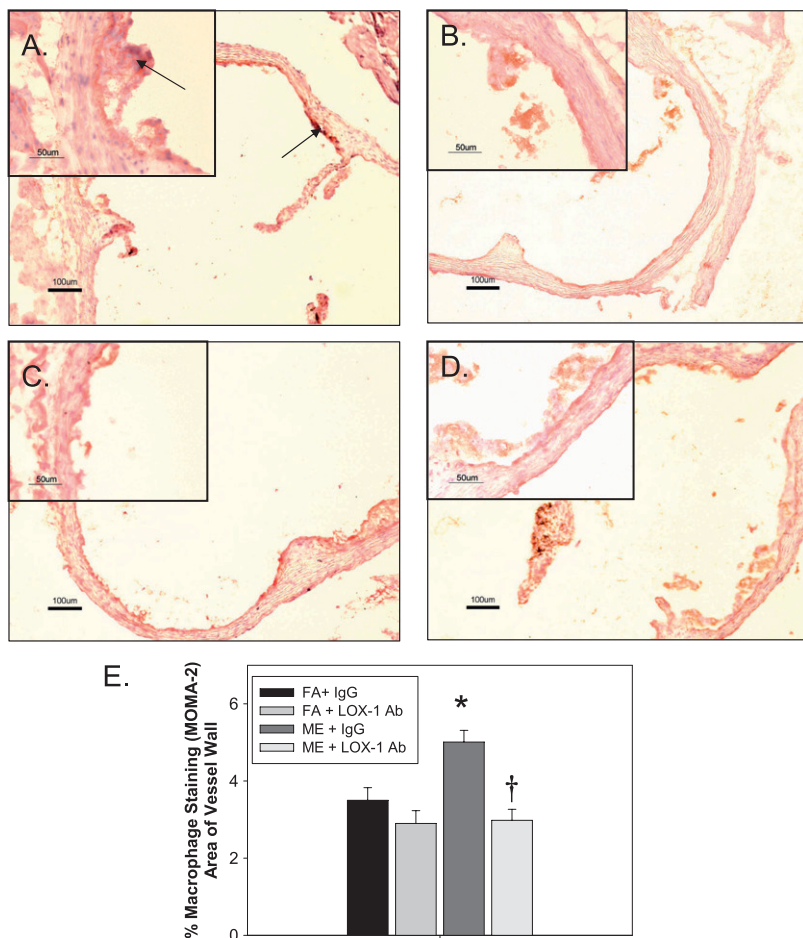 A.
50um
100um
B.
50um
100um
C.
50um
100um
D.
50um
100um
E.
% Macrophage Staining (MOMA-2)
Area of Vessel Wall
6
4
2
0
FA+ IgG
FA + LOX-1 Ab
ME + IgG
ME + LOX-1 Ab
*
†